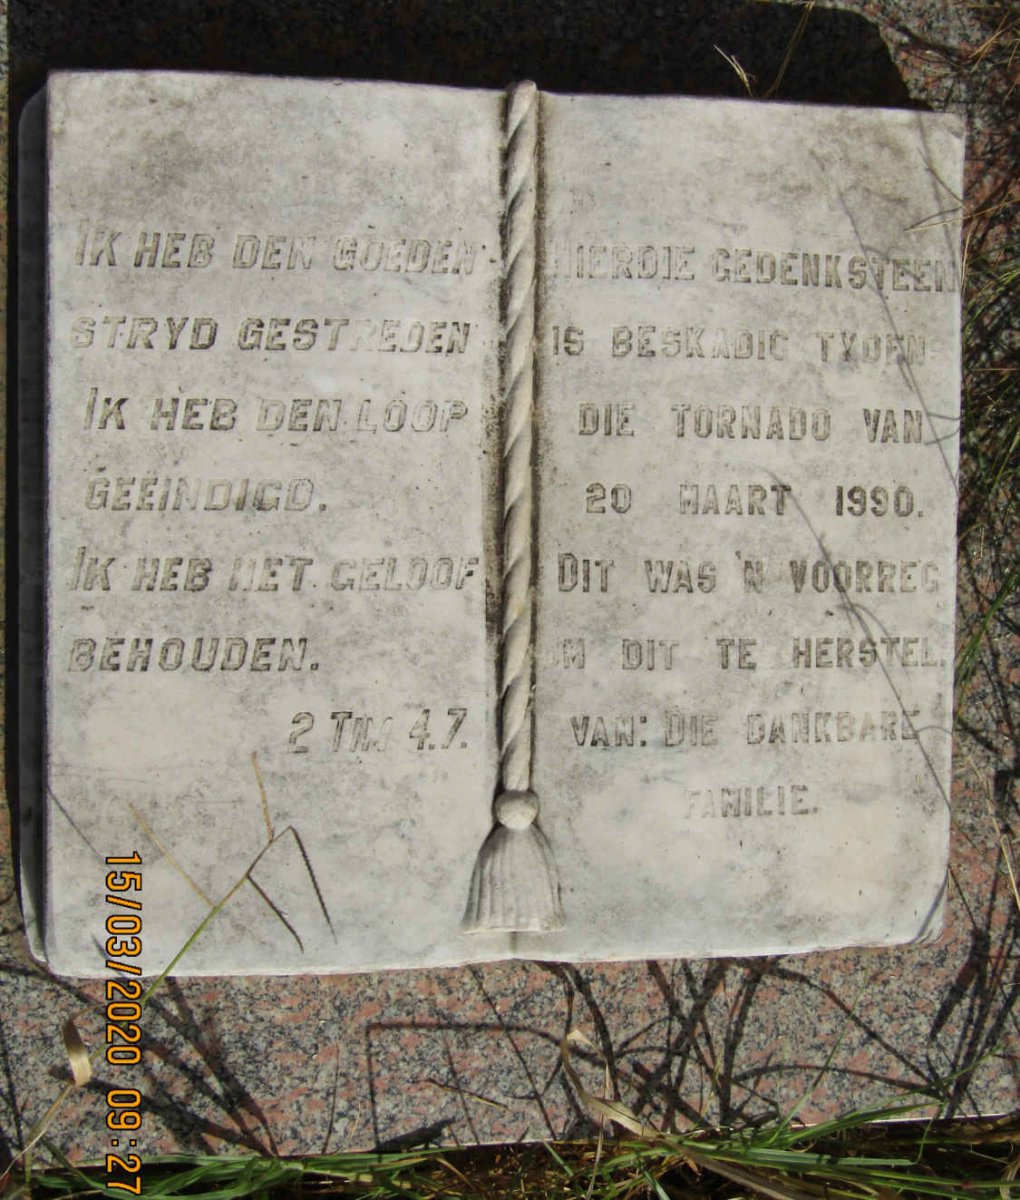 IK HEB DEN GOEDEN
STRYD GESTREDEN
IK HEB DEN LOOP
GEEINDIGD.
IK HEB HET GELOOF
BEHOUDEN.
2 TIM 4.7.
HIERDIE GEDENKSTEEN
IS BESKADIG TYDENS
DIE TORNADO VAN
20 MAART 1990.
DIT WAS 'N VOORREG
OM DIT TE HERSTEL.
VAN: DIE DANKBARE
FAMILIE.
15/03/2020 09:27